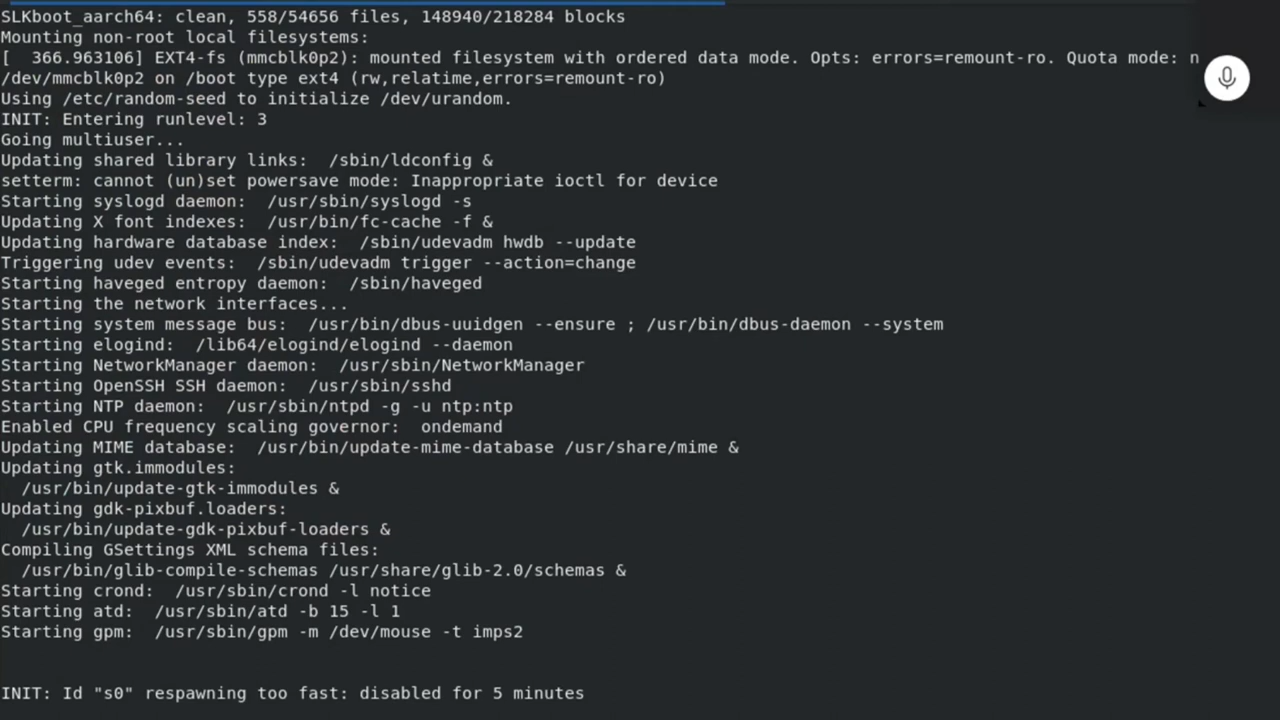 SLKboot_aarch64: clean, 558/54656 files, 148940/218284 blocks
Mounting non-root local filesystems:
[  366.963106] EXT4-fs (mmcblk0p2): mounted filesystem with ordered data mode. Opts: errors=remount-ro. Quota mode: n
/dev/mmcblk0p2 on /boot type ext4 (rw,relatime,errors=remount-ro)
Using /etc/random-seed to initialize /dev/urandom.
INIT: Entering runlevel: 3
Going multiuser...
Updating shared library links:  /sbin/ldconfig &
setterm: cannot (un)set powersave mode: Inappropriate ioctl for device
Starting syslogd daemon:  /usr/sbin/syslogd -s
Updating X font indexes:  /usr/bin/fc-cache -f &
Updating hardware database index:  /sbin/udevadm hwdb --update
Triggering udev events:  /sbin/udevadm trigger --action=change
Starting haveged entropy daemon:  /sbin/haveged
Starting the network interfaces...
Starting system message bus:  /usr/bin/dbus-uuidgen --ensure ; /usr/bin/dbus-daemon --system
Starting elogind:  /lib64/elogind/elogind --daemon
Starting NetworkManager daemon:  /usr/sbin/NetworkManager
Starting OpenSSH SSH daemon:  /usr/sbin/sshd
Starting NTP daemon:  /usr/sbin/ntpd -g -u ntp:ntp
Enabled CPU frequency scaling governor:  ondemand
Updating MIME database:  /usr/bin/update-mime-database /usr/share/mime &
Updating gtk.immodules:
  /usr/bin/update-gtk-immodules &
Updating gdk-pixbuf.loaders:
  /usr/bin/update-gdk-pixbuf-loaders &
Compiling GSettings XML schema files:
  /usr/bin/glib-compile-schemas /usr/share/glib-2.0/schemas &
Starting crond:  /usr/sbin/crond -l notice
Starting atd:  /usr/sbin/atd -b 15 -l 1
Starting gpm:  /usr/sbin/gpm -m /dev/mouse -t imps2
INIT: Id "s0" respawning too fast: disabled for 5 minutes